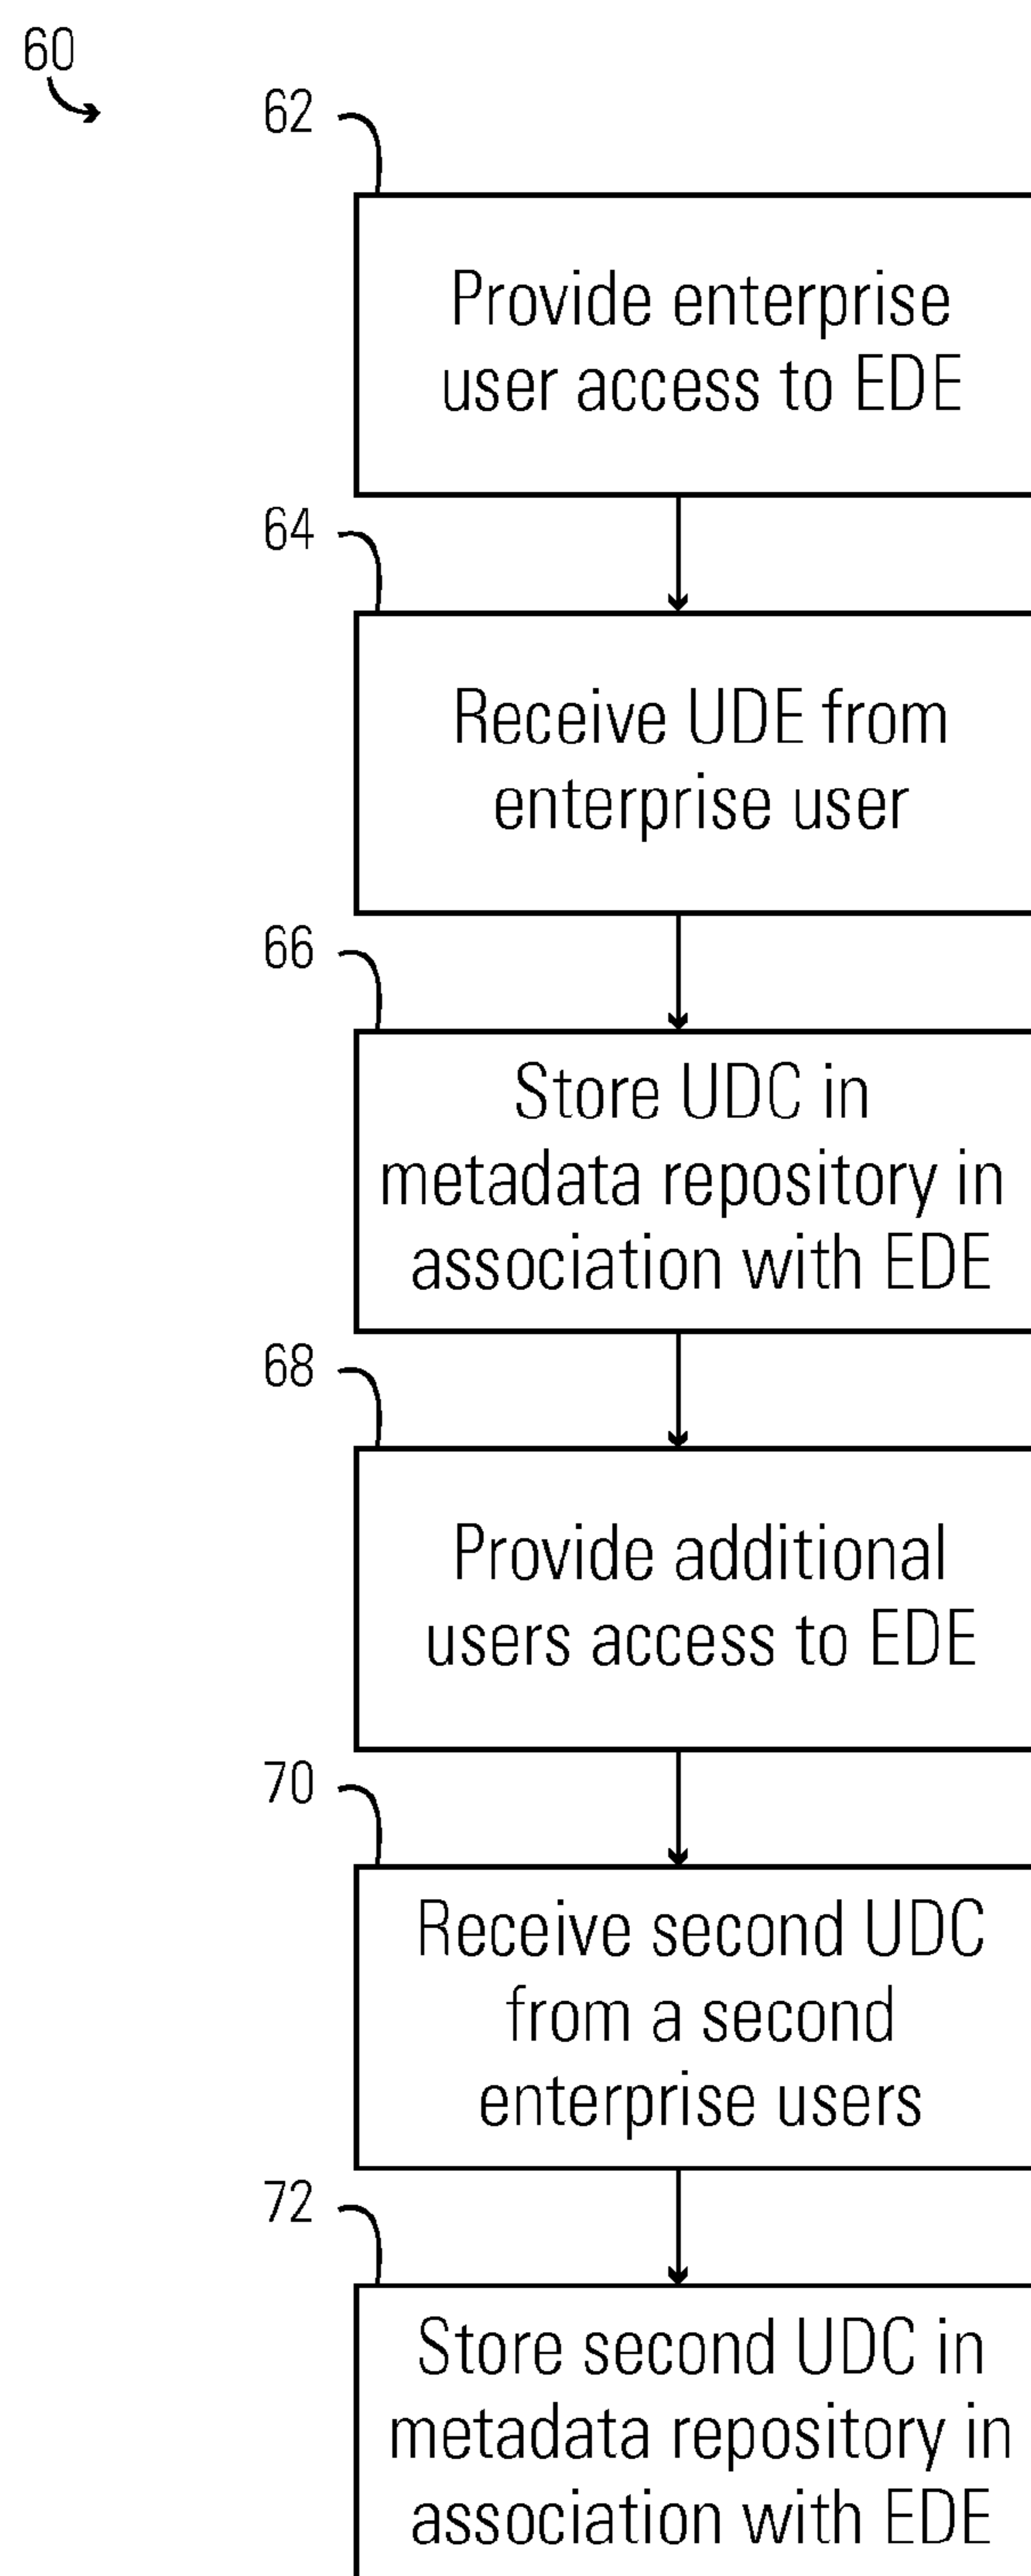 60
62
Provide enterprise
user access to EDE
64
Receive UDE from
enterprise user
66
Store UDC in
metadata repository in
association with EDE
68
Provide additional
users access to EDE
70
Receive second UDC
from a second
enterprise users
72
Store second UDC in
metadata repository in
association with EDE